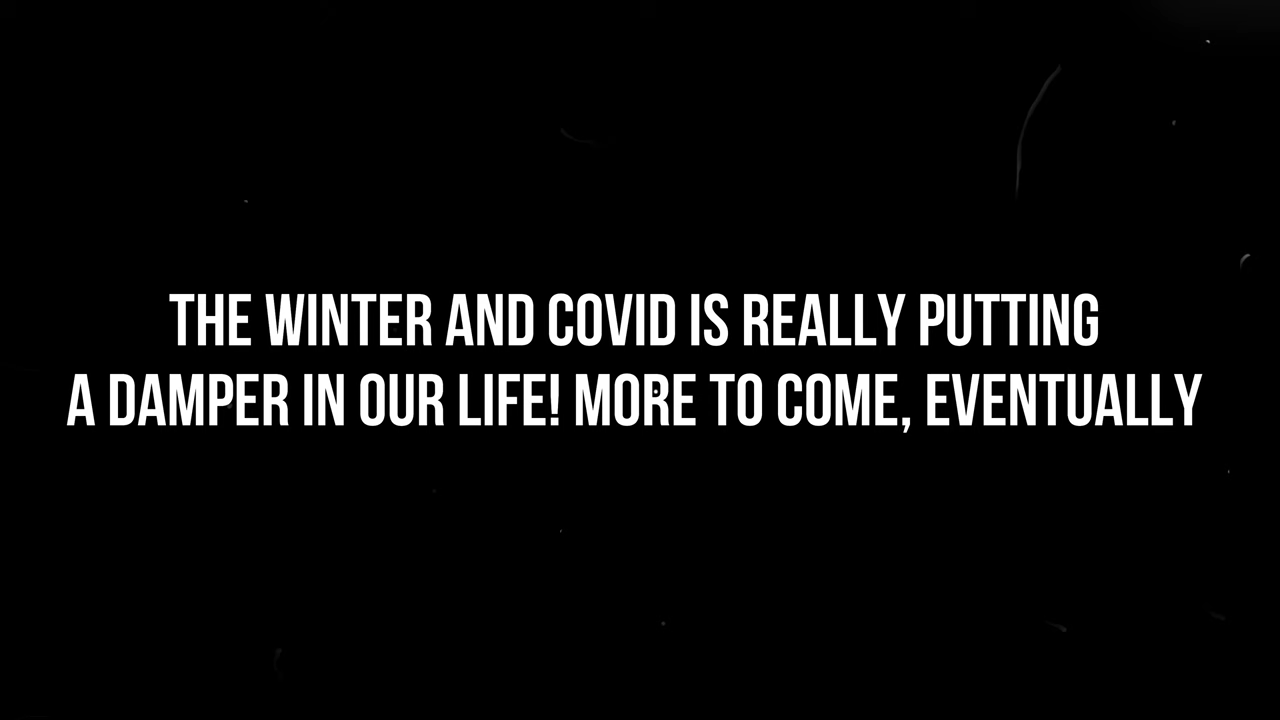 THE WINTER AND COVID IS REALLY PUTTING
A DAMPER IN OUR LIFE! MORE TO COME, EVENTUALLY